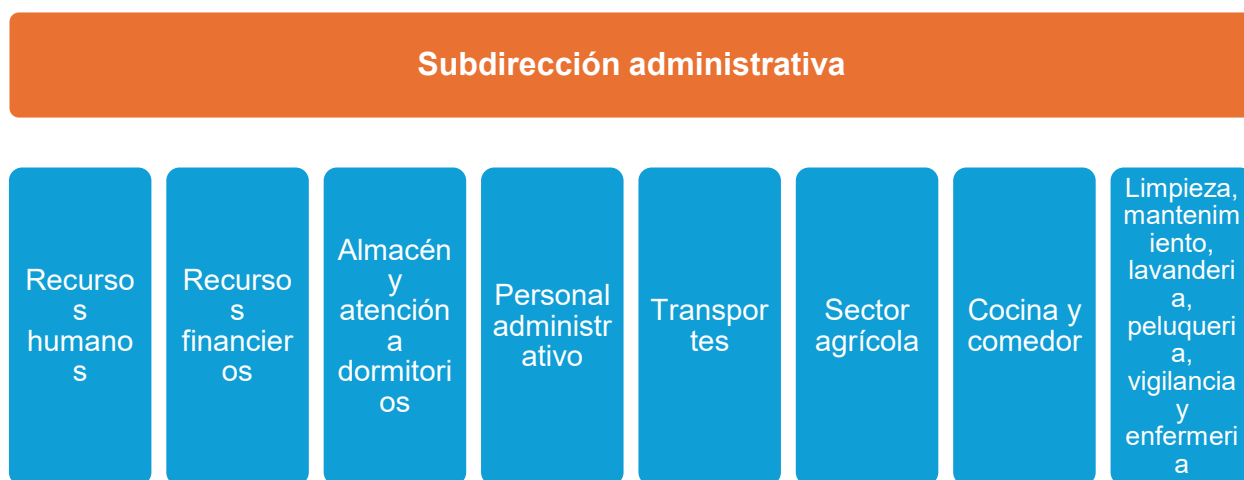 Subdirección administrativa
Recurso
s
humano
s
Recurso
s
financier
os
Almacén
y
atención
a
dormitori
os
Personal
administr
ativo
Transpor
tes
Sector
agrícola
Cocina y
comedor
Limpieza,
mantenim
iento,
lavanderi
a,
peluqueri
a,
vigilancia
y
enfermeri
a